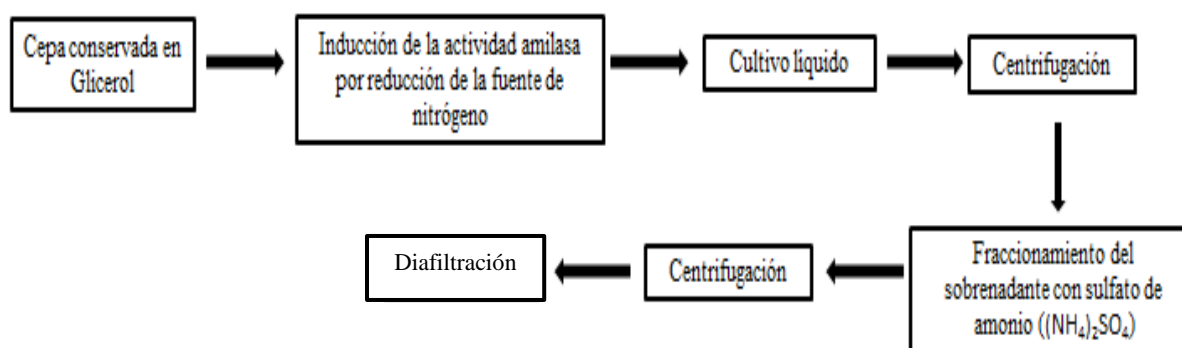 Cepa conservada en
Glicerol
Inducción de la actividad amilasa
por reducción de la fuente de
nitrógeno
Cultivo líquido
Centrifugación
Fraccionamiento del
sobrenadante con sulfato de
amonio ((NH₄)₂SO₄)
Centrifugación
Diafiltración